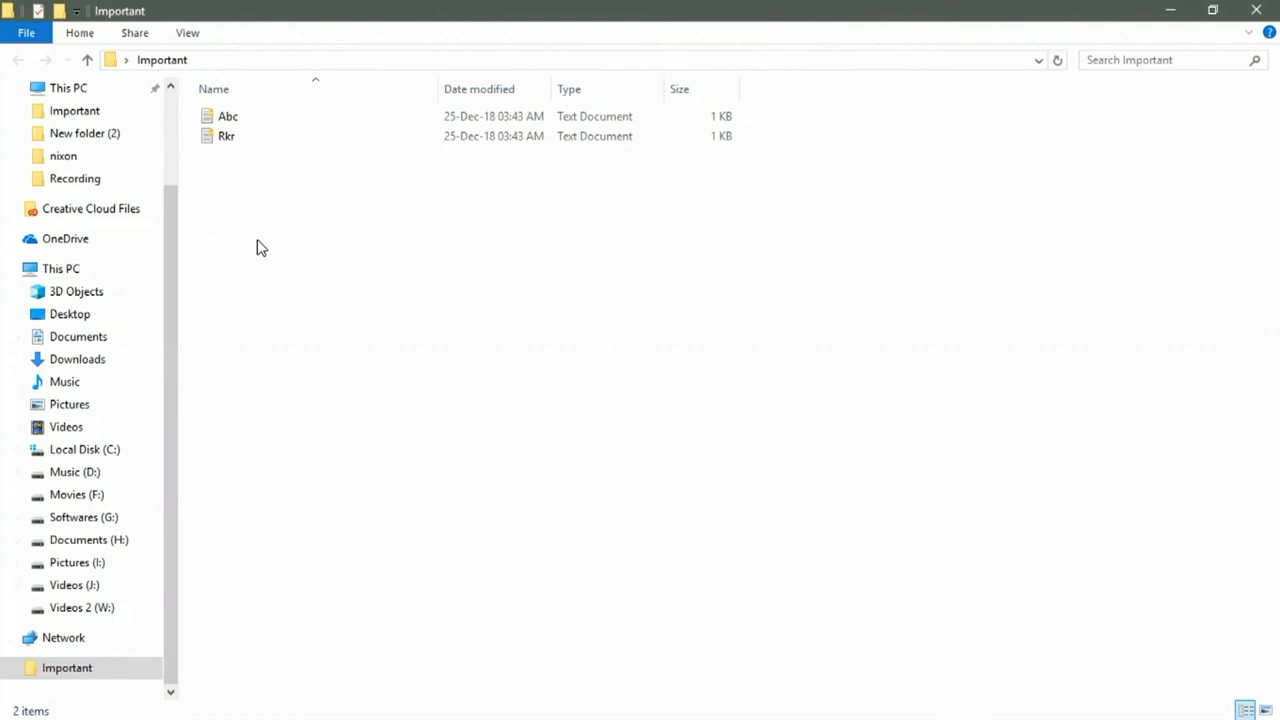 Important
File Home Share View
Important
Search Important
Name Date modified Type Size
This PC
Important
New folder (2)
nixon
Recording
Creative Cloud Files
OneDrive
This PC
3D Objects
Desktop
Documents
Downloads
Music
Pictures
Videos
Local Disk (C:)
Music (D:)
Movies (F:)
Softwares (G:)
Documents (H:)
Pictures (I:)
Videos (J:)
Videos 2 (W:)
Network
Important
Abc 25-Dec-18 03:43 AM Text Document 1 KB
Rkr 25-Dec-18 03:43 AM Text Document 1 KB
2 items